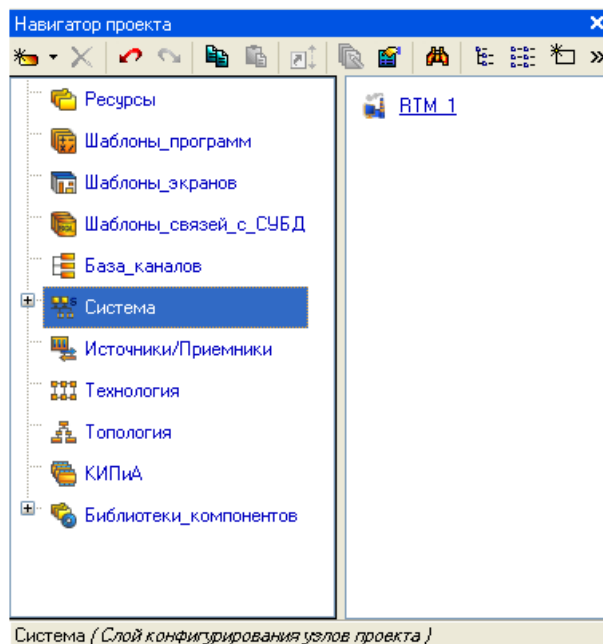 Навигатор проекта
Ресурсы
Шаблоны_программ
Шаблоны_экранов
Шаблоны_связей_с_СУБД
База_каналов
Система
Источники/Приемники
Технология
Топология
КИПиА
Библиотеки_компонентов
RTM_1
Система ( Слой конфигурирования узлов проекта )